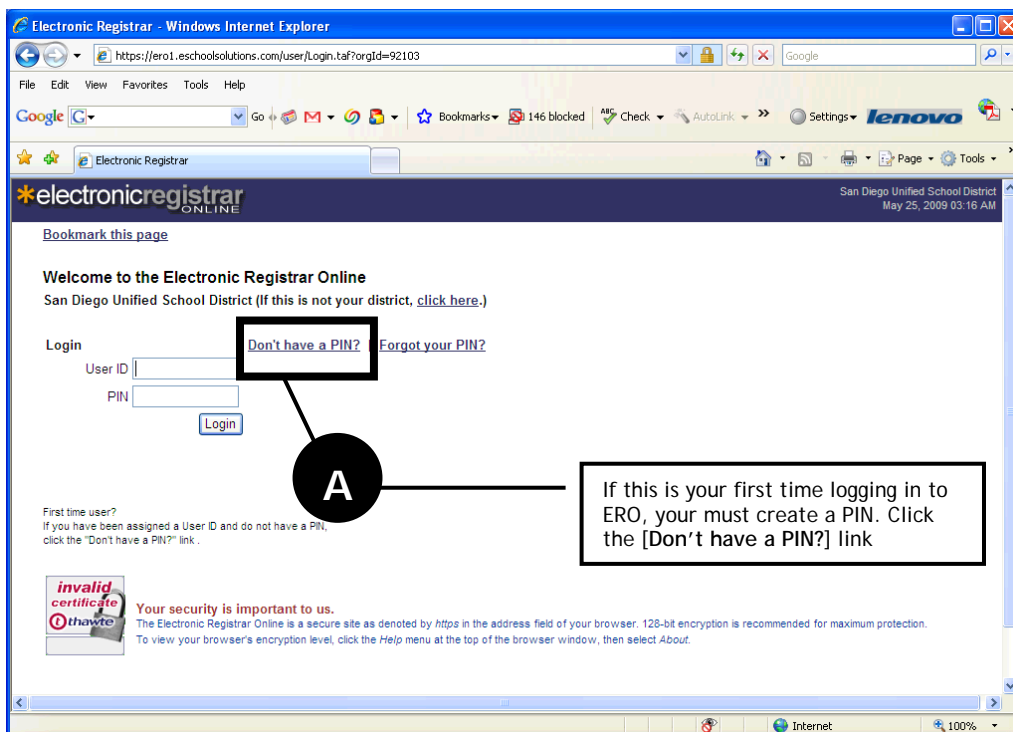 Electronic Registrar - Windows Internet Explorer
https://ero1.eschoolsolutions.com/user/Login.taf?orgId=92103
Google
File Edit View Favorites Tools Help
Google G Go 146 blocked Bookmarks Check AutoLink Settings lenovo
Electronic Registrar Page Tools
*electronicregistrar
ONLINE
San Diego Unified School District
May 25, 2009 03:16 AM
Bookmark this page
Welcome to the Electronic Registrar Online
San Diego Unified School District (If this is not your district, click here.)
Login Don't have a PIN? | Forgot your PIN?
User ID
PIN
Login
A
If this is your first time logging in to
ERO, your must create a PIN. Click
the [Don't have a PIN?] link
First time user?
If you have been assigned a User ID and do not have a PIN,
click the "Don't have a PIN?" link .
invalid
certificate
thawte
Your security is important to us.
The Electronic Registrar Online is a secure site as denoted by https in the address field of your browser. 128-bit encryption is recommended for maximum protection.
To view your browser's encryption level, click the Help menu at the top of the browser window, then select About.
Internet 100%